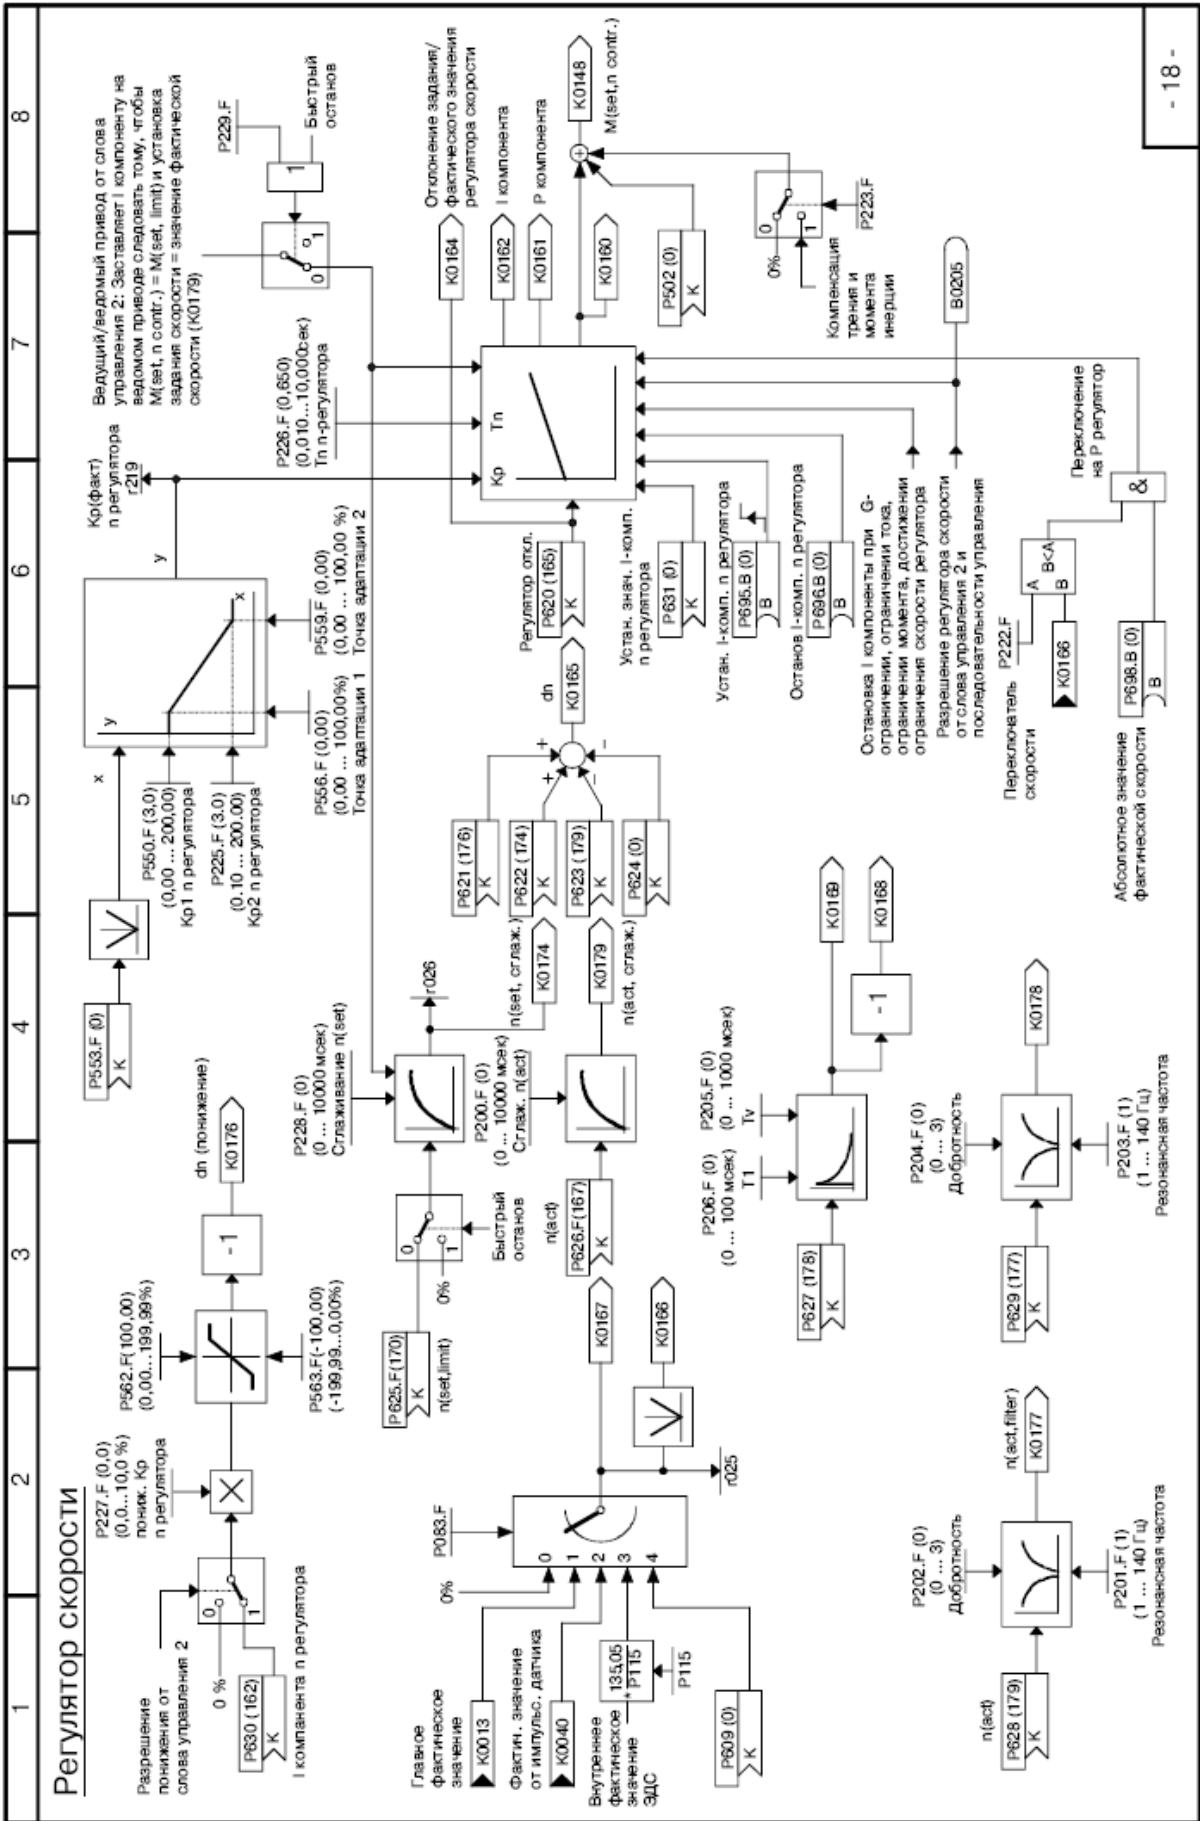 1
2
3
4
5
6
7
8
Регулятор скорости
Разрешение
понижения от
слова управления 2
0 %
0
1
P630 (162)
K
I компанента n регулятора
P227.F (0,0)
(0,0...10,0 %)
пониж. Kp
n регулятора
P562.F(100,00)
(0,00...199,99%)
P563.F(-100,00)
(-199,99...0,00%)
- 1
dn (понижение)
K0176
P553.F (0)
K
x
P550.F (3,0)
(0,00 ... 200,00)
Kp1 n регулятора
P225.F (3.0)
(0.10 ... 200.00)
Kp2 n регулятора
y
x
P556.F (0,00)
(0,00 ... 100,00%)
Точка адаптации 1
P559.F (0,00)
(0,00 ... 100,00 %)
Точка адаптации 2
y
Kp(факт)
n регулятора
r219
Ведущий/ведомый привод от слова
управления 2: Заставляет I компоненту на
ведомом приводе следовать тому, чтобы
M(set, n contr.) = M(set, limit) и установка
задания скорости = значение фактической
скорости (K0179)
P229.F
1
Быстрый
останов
0
1
P226.F (0,650)
(0,010...10,000сек)
Tn n-регулятора
P228.F (0)
(0 ... 10000 мсек)
Сглаживание n(set)
P625.F(170)
K
n(set,limit)
0
1
0%
Быстрый
останов
r026
n(set, сглаж.)
K0174
P200.F (0)
(0 ... 10000 мсек)
Сглаж. n(act)
n(act)
P626.F(167)
K
K0179
n(act, сглаж.)
P621 (176)
K
P622 (174)
K
P623 (179)
K
P624 (0)
K
+
+
−
−
dn
K0165
Регулятор откл.
P620 (165)
K
Kp
Tn
Отклонение задания/
фактического значения
регулятора скорости
K0164
K0162
I компонента
K0161
P компонента
K0160
+
K0148
M(set,n contr.)
P502 (0)
K
0%
0
1
P223.F
Компенсация
трения и
момента
инерции
Устан. знач. I-комп.
n регулятора
P631 (0)
K
Устан. I-комп. n регулятора
P695.B (0)
B
Останов I-комп. n регулятора
P696.B (0)
B
Остановка I компоненты при G-
ограничении, ограничении тока,
ограничении момента, достижении
ограничения скорости регулятора
Разрешение регулятора скорости
от слова управления 2 и
последовательности управления
B0205
Переключатель
скорости
P222.F
K0166
A
B<A
B
P698.B (0)
B
Абсолютное значение
фактической скорости
&
Переключение
на P регулятор
Главное
фактическое
значение
K0013
Фактич. значение
от импульс. датчика
K0040
Внутреннее
фактическое
значение
ЭДС
135,05
* P115
P115
P609 (0)
K
0%
P083.F
0
1
2
3
4
r025
K0167
K0166
P206.F (0)
(0 ... 100 мсек)
T1
P205.F (0)
(0 ... 1000 мсек)
Tv
P627 (178)
K
K0169
- 1
K0168
n(act)
P628 (179)
K
P202.F (0)
(0 ... 3)
Добротность
P201.F (1)
(1 ... 140 Гц)
Резонансная частота
n(act,filter)
K0177
P629 (177)
K
P204.F (0)
(0 ... 3)
Добротность
P203.F (1)
(1 ... 140 Гц)
Резонансная частота
K0178
- 18 -